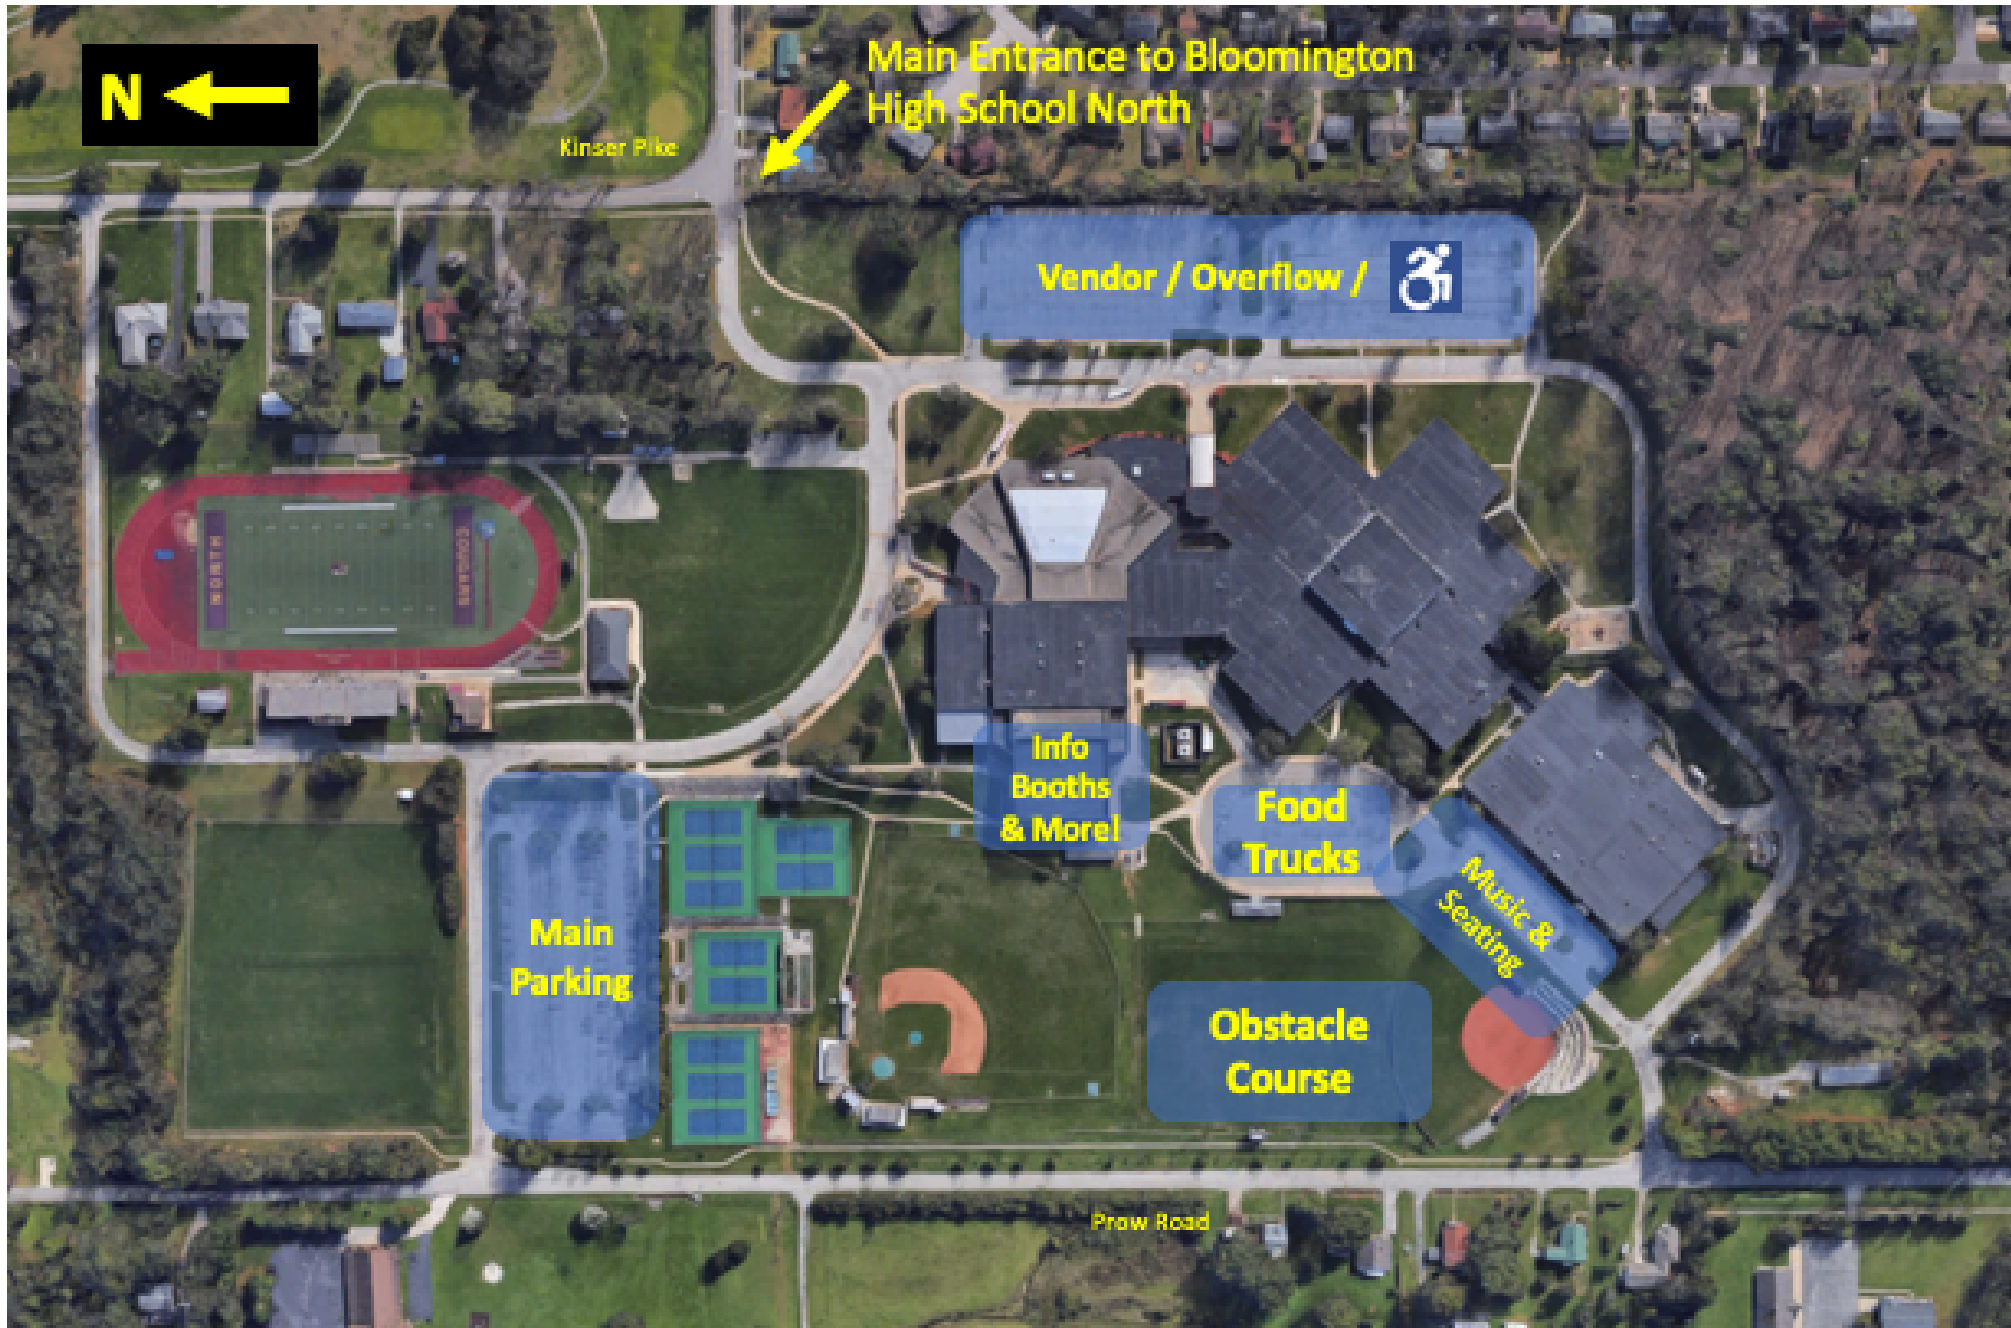 N
Main Entrance to Bloomington
High School North
Kinser Pike
Vendor / Overflow /
NORTH
COUGARS
Info
Booths
& More!
Food
Trucks
Music &
Seating
Main
Parking
Obstacle
Course
Prow Road